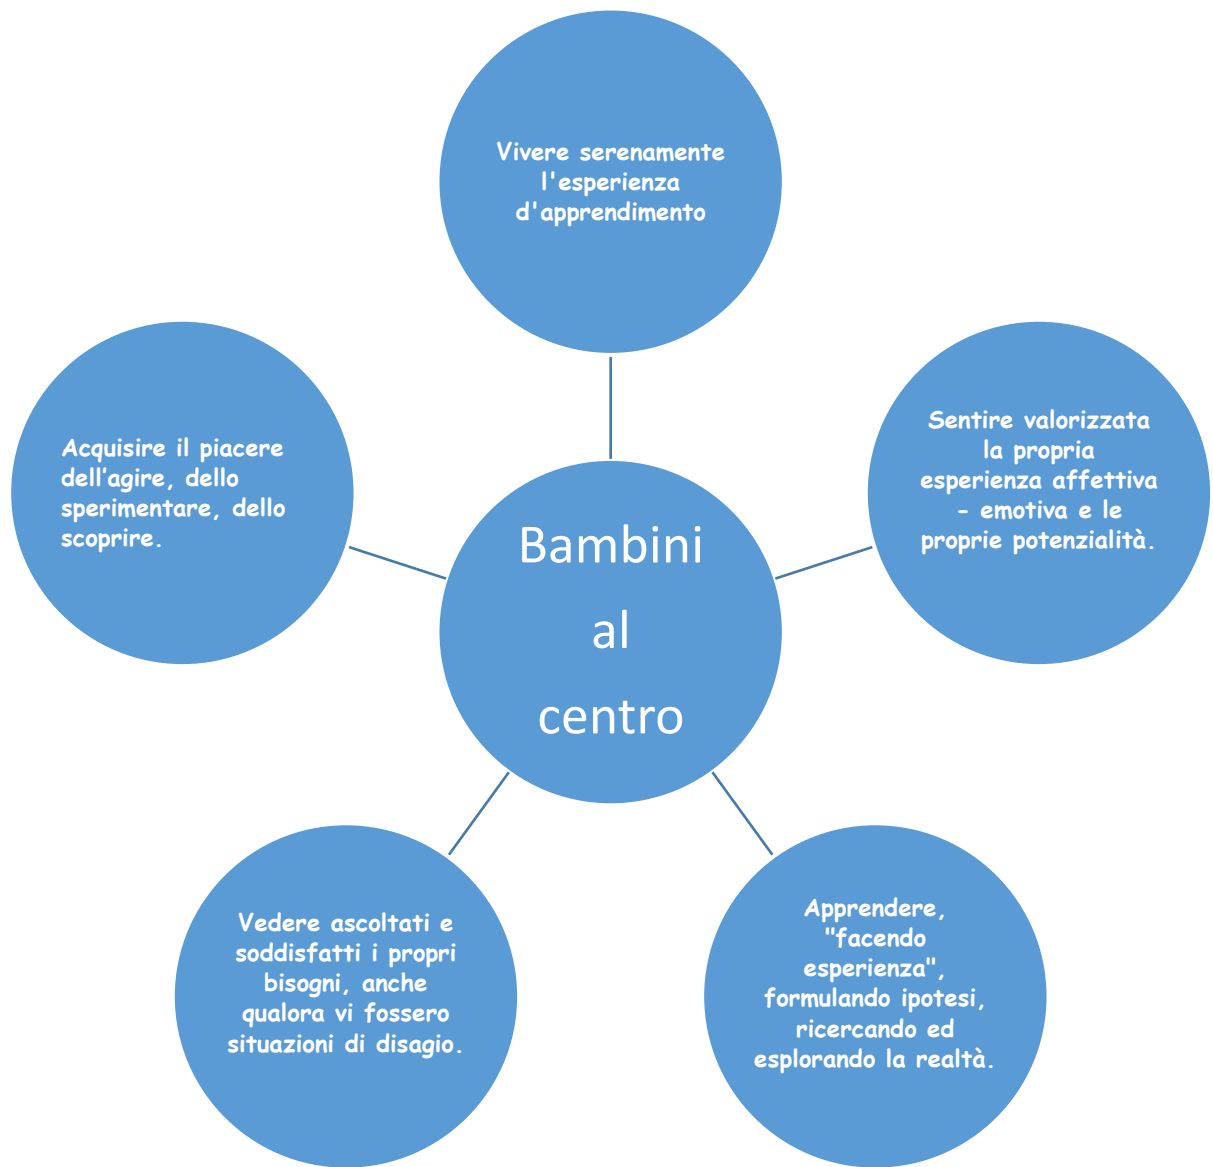 Vivere serenamente
l'esperienza
d'apprendimento
Sentire valorizzata
la propria
esperienza affettiva
- emotiva e le
proprie potenzialità.
Apprendere,
"facendo
esperienza",
formulando ipotesi,
ricercando ed
esplorando la realtà.
Vedere ascoltati e
soddisfatti i propri
bisogni, anche
qualora vi fossero
situazioni di disagio.
Acquisire il piacere
dell’agire, dello
sperimentare, dello
scoprire.
Bambini
al
centro